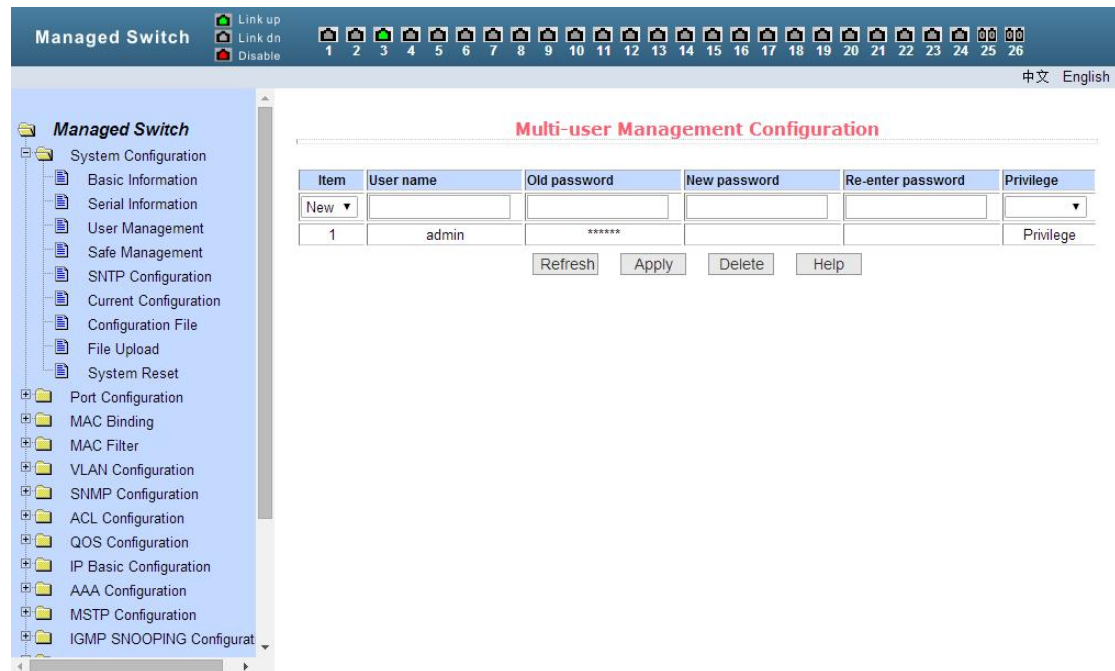 Managed Switch
Link up
Link dn
Disable
1 2 3 4 5 6 7 8 9 10 11 12 13 14 15 16 17 18 19 20 21 22 23 24 25 26
中文 English
Managed Switch
System Configuration
Basic Information
Serial Information
User Management
Safe Management
SNTP Configuration
Current Configuration
Configuration File
File Upload
System Reset
Port Configuration
MAC Binding
MAC Filter
VLAN Configuration
SNMP Configuration
ACL Configuration
QOS Configuration
IP Basic Configuration
AAA Configuration
MSTP Configuration
IGMP SNOOPING Configurat
Multi-user Management Configuration
Item User name Old password New password Re-enter password Privilege
New
1 admin ****** Privilege
Refresh Apply Delete Help